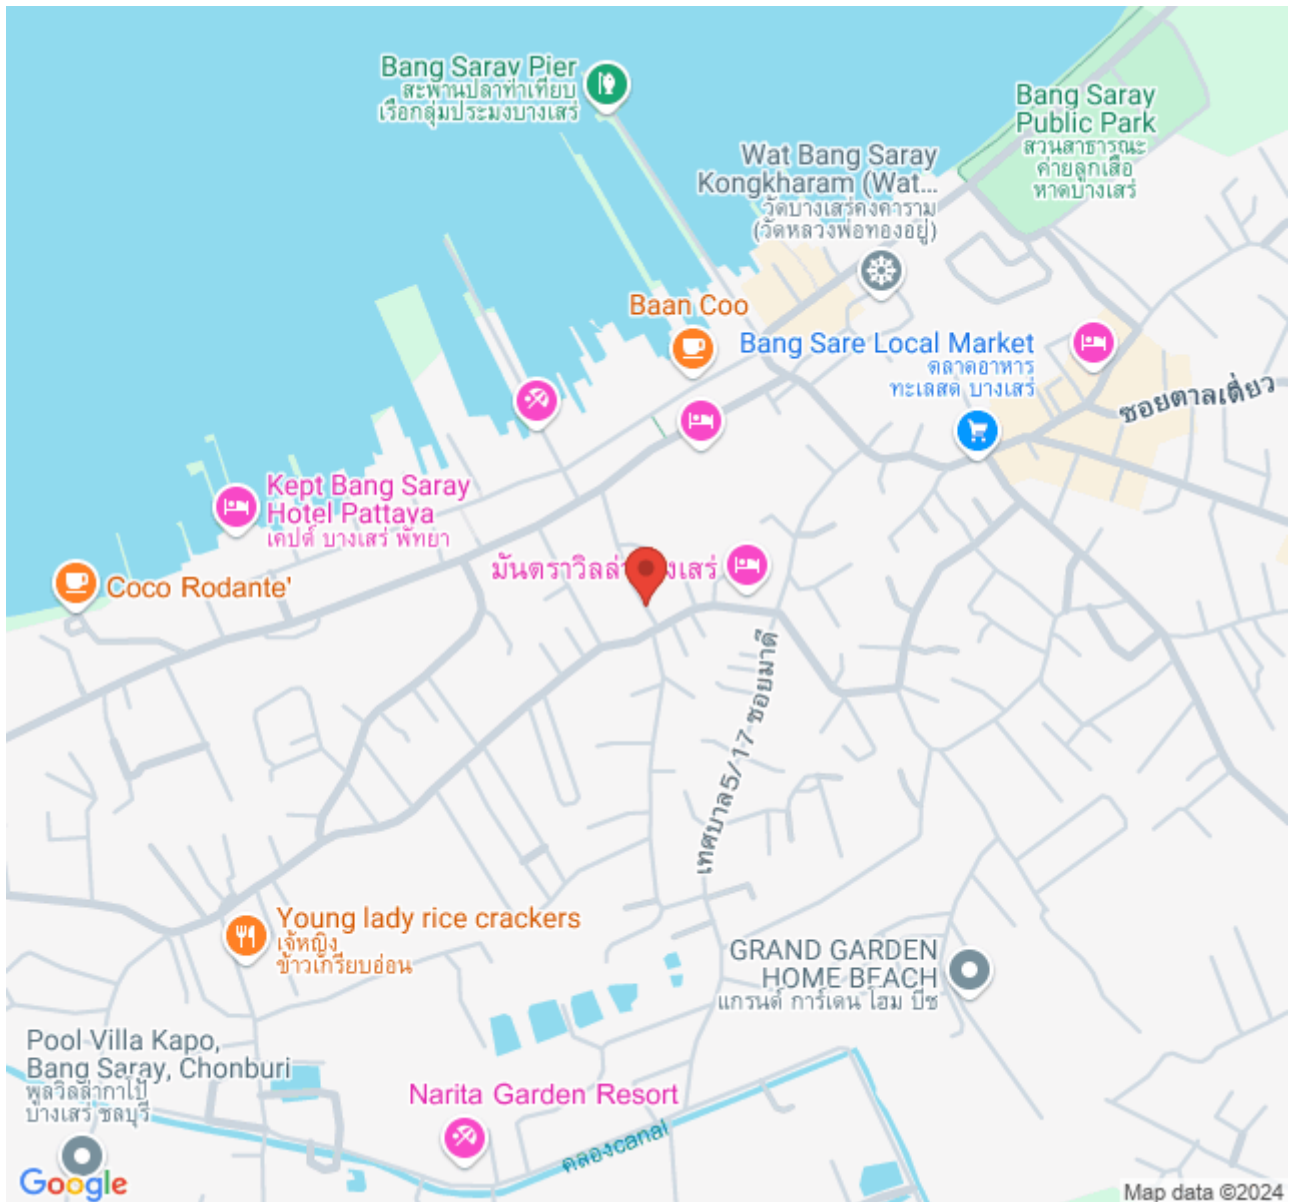 Bang Saray Pier
สะพานปลาท่าเทียบ
เรือกลุ่มประมงบางเสร่
Bang Saray
Public Park
สวนสาธารณะ
ค่ายลูกเสือ
หาดบางเสร่
Wat Bang Saray
Kongkharam (Wat...
วัดบางเสร่คงคาราม
(วัดหลวงพ่อทองอยู่)
Baan Coo
Bang Sare Local Market
ตลาดอาหาร
ทะเลสด บางเสร่
ซอยตาลเดี่ยว
Kept Bang Saray
Hotel Pattaya
เคปต์ บางเสร่ พัทยา
มันตราวิลล่า
งเสร่
Coco Rodante'
เทศบาล5/17 ซอยมาดี
Young lady rice crackers
เจ้หญิง
ข้าวเกรียบอ่อน
GRAND GARDEN
HOME BEACH
แกรนด์ การ์เดน โฮม บีช
Pool Villa Kapo,
Bang Saray, Chonburi
พูลวิลล่ากาโป้
บางเสร่ ชลบุรี
Narita Garden Resort
คลองcanal
Google
Map data ©2024